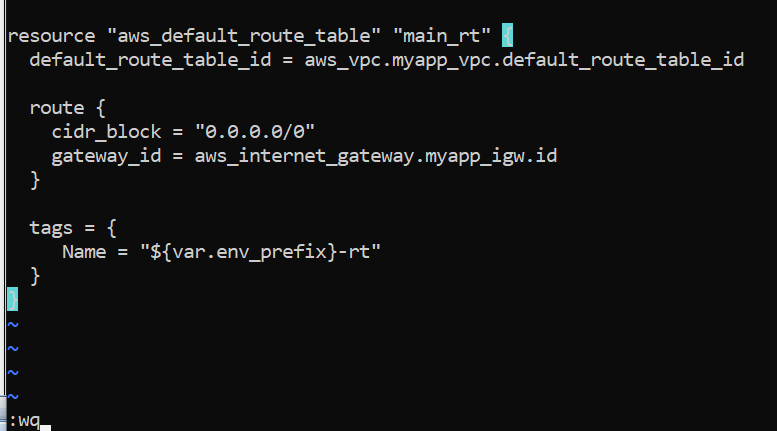 resource "aws_default_route_table" "main_rt" {
  default_route_table_id = aws_vpc.myapp_vpc.default_route_table_id

  route {
    cidr_block = "0.0.0.0/0"
    gateway_id = aws_internet_gateway.myapp_igw.id
  }

  tags = {
     Name = "${var.env_prefix}-rt"
  }
}
~
~
~
~
:wq